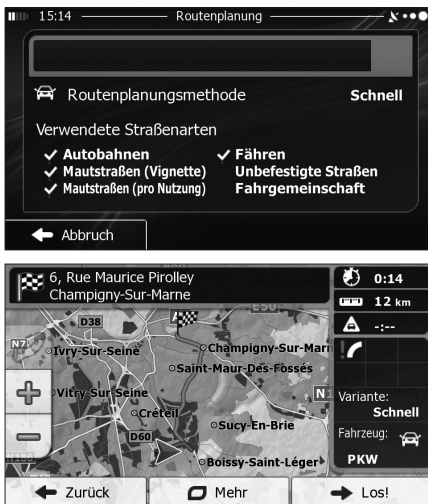 15:14 Routenplanung
Routenplanungsmethode Schnell
Verwendete Straßenarten
Autobahnen Fähren
Mautstraßen (Vignette) Unbefestigte Straßen
Mautstraßen (pro Nutzung) Fahrgemeinschaft
Abbruch
6, Rue Maurice Pirolley
Champigny-Sur-Marne
0:14
12 km
-:--
D38
N7
Ivry-Sur-Seine
Champigny-Sur-Marn
Saint-Maur-Des-Fossés
Vitry-Sur-Seine
Créteil
D60
Sucy-En-Brie
Boissy-Saint-Léger
Variante:
Schnell
Fahrzeug:
PKW
Zurück Mehr Los!